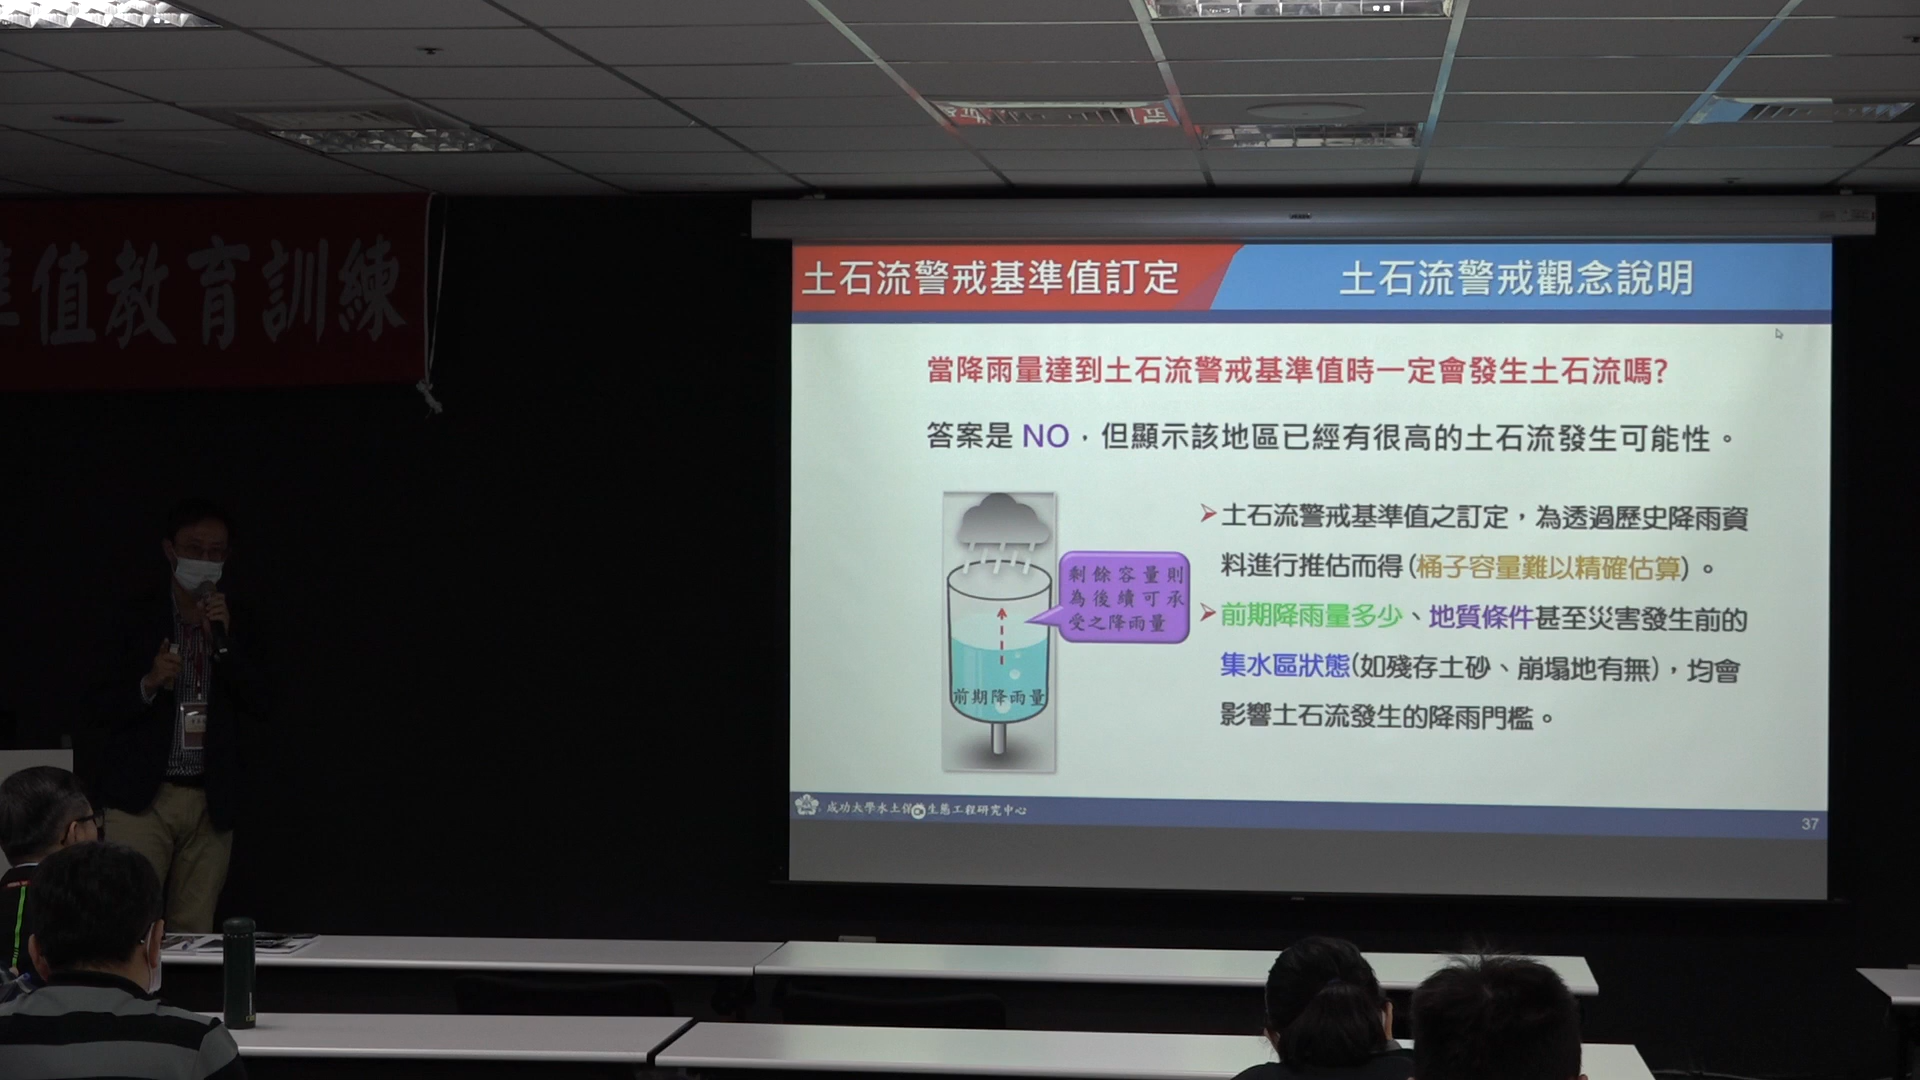 值教育訓練
土石流警戒基準值訂定
土石流警戒觀念說明
當降雨量達到土石流警戒基準值時一定會發生土石流嗎?
答案是 NO，但顯示該地區已經有很高的土石流發生可能性。
土石流警戒基準值之訂定，為透過歷史降雨資
料進行推估而得(桶子容量難以精確估算)。
前期降雨量多少、地質條件甚至災害發生前的
集水區狀態(如殘存土砂、崩塌地有無)，均會
影響土石流發生的降雨門檻。
剩餘容量則
為後續可承
受之降雨量
前期降雨量
成功大學水土保生態工程研究中心
37